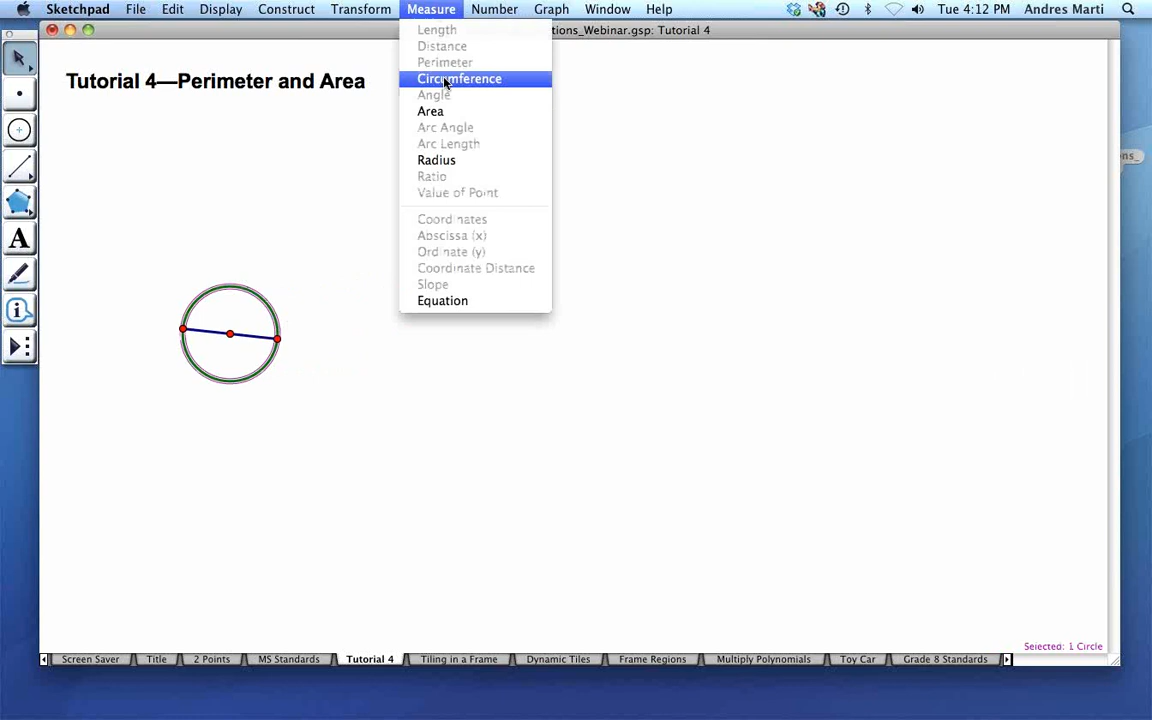 Sketchpad File Edit Display Construct Transform Measure Number Graph Window Help Tue 4:12 PM Andres Marti
tions_Webinar.gsp: Tutorial 4
Tutorial 4—Perimeter and Area
Length
Distance
Perimeter
Circumference
Angle
Area
Arc Angle
Arc Length
Radius
Ratio
Value of Point
Coordinates
Abscissa (x)
Ordinate (y)
Coordinate Distance
Slope
Equation
A
ons_
Selected: 1 Circle
Screen Saver Title 2 Points MS Standards Tutorial 4 Tiling in a Frame Dynamic Tiles Frame Regions Multiply Polynomials Toy Car Grade 8 Standards